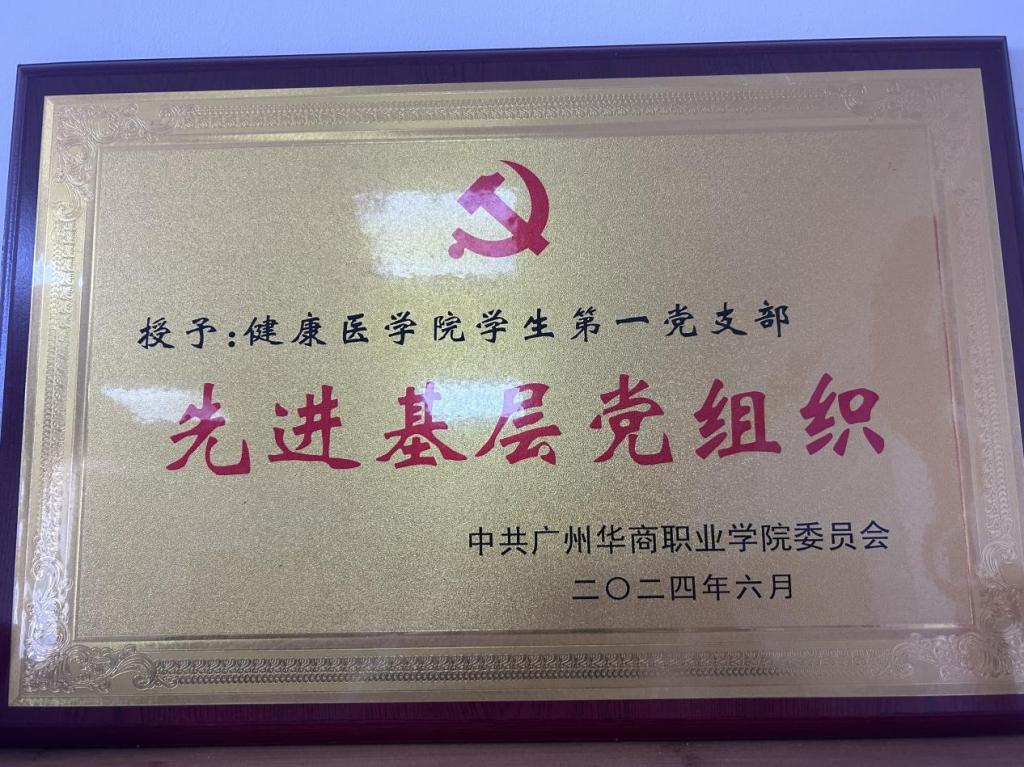 授予:健康医学院学生第一党支部
先进基层党组织
中共广州华商职业学院委员会
二〇二四年六月